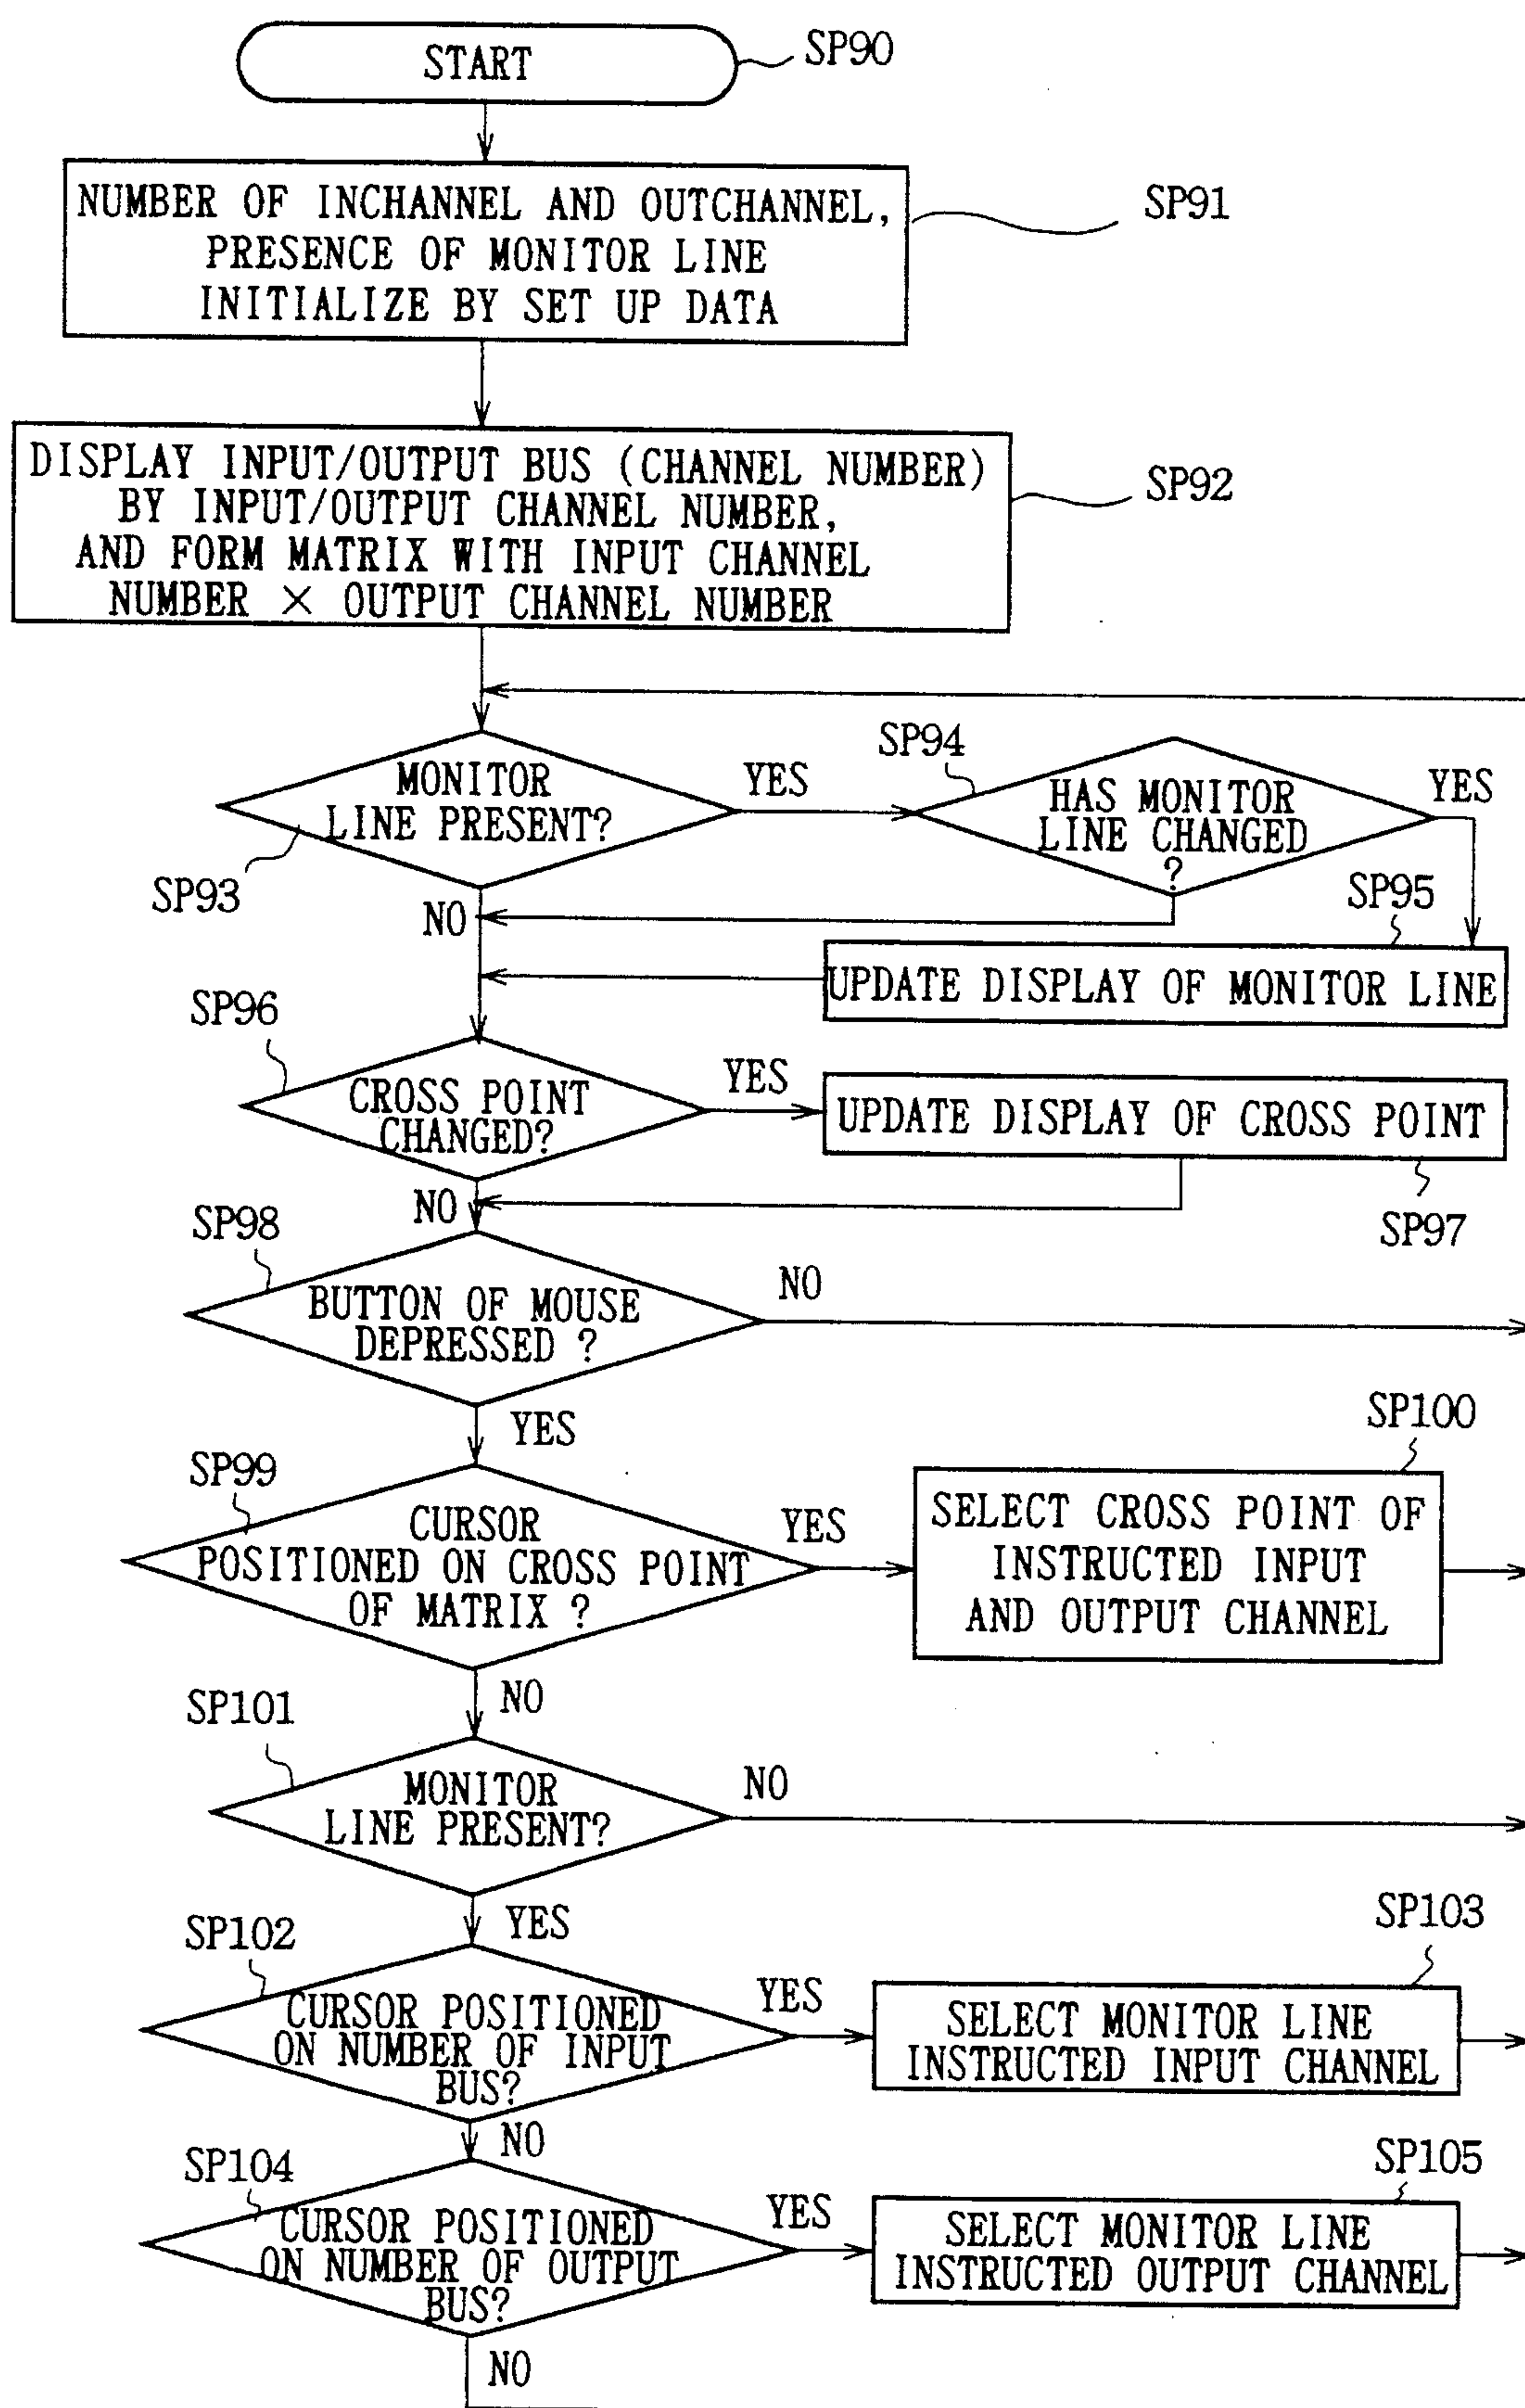 START
SP90
NUMBER OF INCHANNEL AND OUTCHANNEL,
PRESENCE OF MONITOR LINE
INITIALIZE BY SET UP DATA
SP91
DISPLAY INPUT/OUTPUT BUS (CHANNEL NUMBER)
BY INPUT/OUTPUT CHANNEL NUMBER,
AND FORM MATRIX WITH INPUT CHANNEL
NUMBER × OUTPUT CHANNEL NUMBER
SP92
MONITOR
LINE PRESENT?
SP93
YES
NO
SP94
HAS MONITOR
LINE CHANGED
?
YES
SP95
UPDATE DISPLAY OF MONITOR LINE
SP96
CROSS POINT
CHANGED?
YES
NO
UPDATE DISPLAY OF CROSS POINT
SP97
SP98
BUTTON OF MOUSE
DEPRESSED ?
NO
YES
SP99
CURSOR
POSITIONED ON CROSS POINT
OF MATRIX ?
YES
NO
SP100
SELECT CROSS POINT OF
INSTRUCTED INPUT
AND OUTPUT CHANNEL
SP101
MONITOR
LINE PRESENT?
NO
YES
SP102
CURSOR POSITIONED
ON NUMBER OF INPUT
BUS?
YES
NO
SP103
SELECT MONITOR LINE
INSTRUCTED INPUT CHANNEL
SP104
CURSOR POSITIONED
ON NUMBER OF OUTPUT
BUS?
YES
NO
SP105
SELECT MONITOR LINE
INSTRUCTED OUTPUT CHANNEL